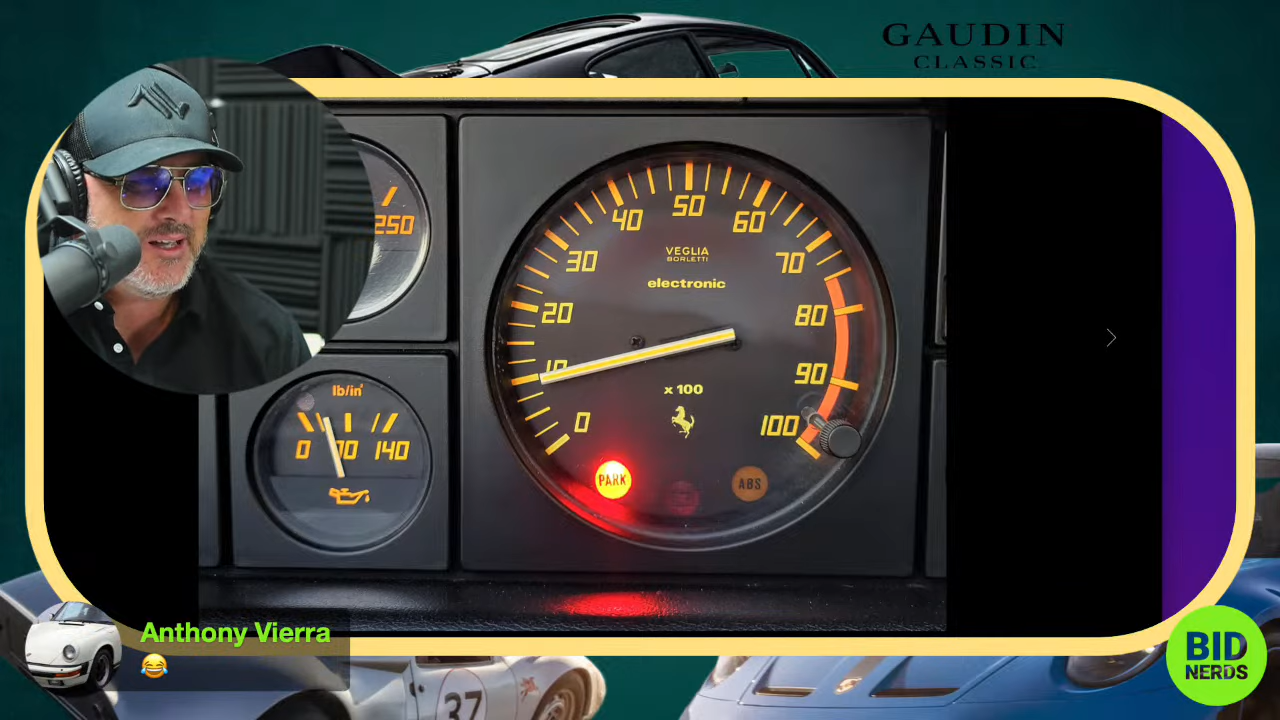 GAUDIN
CLASSIC
250
lb/in²
0
140
0
10
20
30
40
50
60
70
80
90
100
VEGLIA
BORLETTI
electronic
x 100
PARK
ABS
Anthony Vierra
😂
37
BID
NERDS